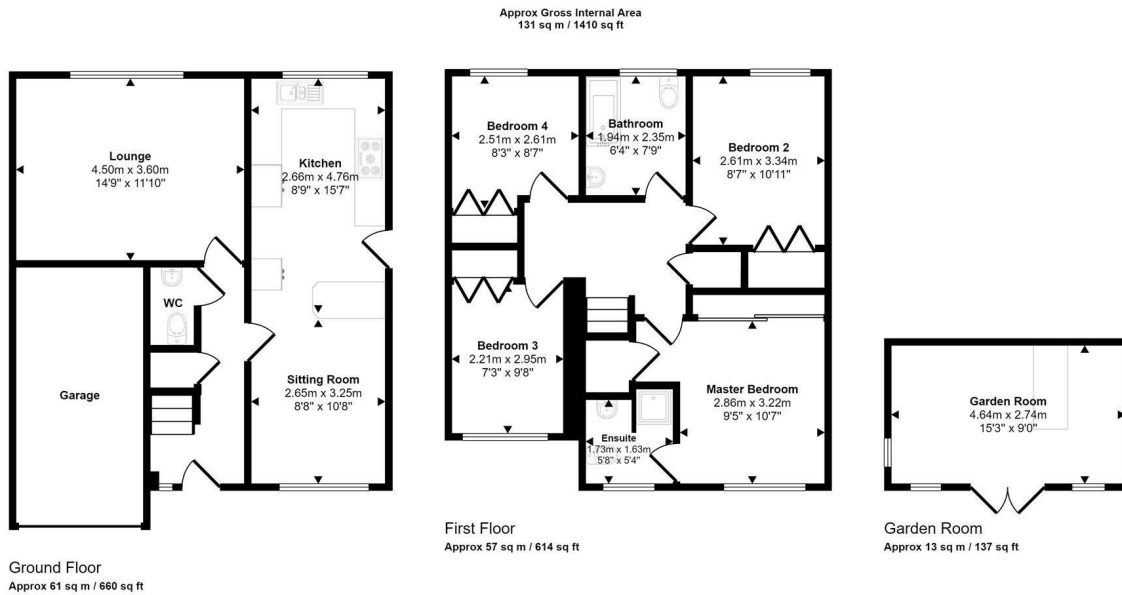 Approx Gross Internal Area
131 sq m / 1410 sq ft
Lounge
4.50m x 3.60m
14'9" x 11'10"
Kitchen
2.66m x 4.76m
8'9" x 15'7"
WC
Garage
Sitting Room
2.65m x 3.25m
8'8" x 10'8"
Ground Floor
Approx 61 sq m / 660 sq ft
Bedroom 4
2.51m x 2.61m
8'3" x 8'7"
Bathroom
1.94m x 2.35m
6'4" x 7'9"
Bedroom 2
2.61m x 3.34m
8'7" x 10'11"
Bedroom 3
2.21m x 2.95m
7'3" x 9'8"
Master Bedroom
2.86m x 3.22m
9'5" x 10'7"
Ensuite
1.73m x 1.63m
5'8" x 5'4"
First Floor
Approx 57 sq m / 614 sq ft
Garden Room
4.64m x 2.74m
15'3" x 9'0"
Garden Room
Approx 13 sq m / 137 sq ft